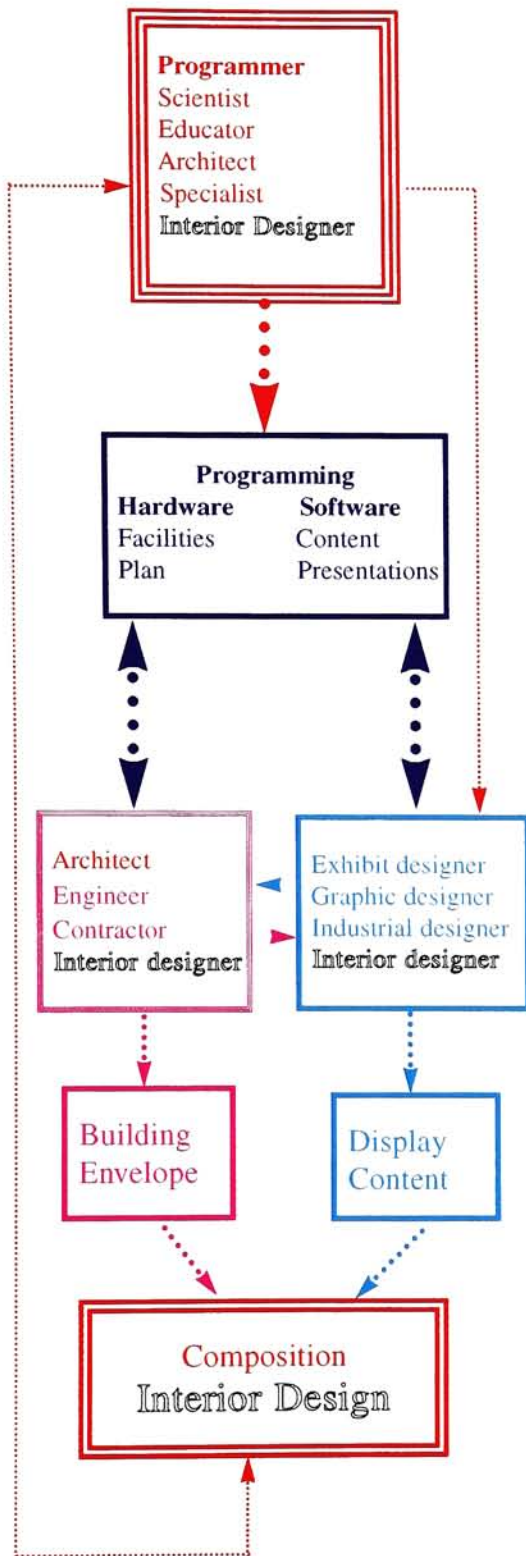 Programmer
Scientist
Educator
Architect
Specialist
Interior Designer
Programming
Hardware Software
Facilities Content
Plan Presentations
Architect
Engineer
Contractor
Interior designer
Exhibit designer
Graphic designer
Industrial designer
Interior designer
Building
Envelope
Display
Content
Composition
Interior Design